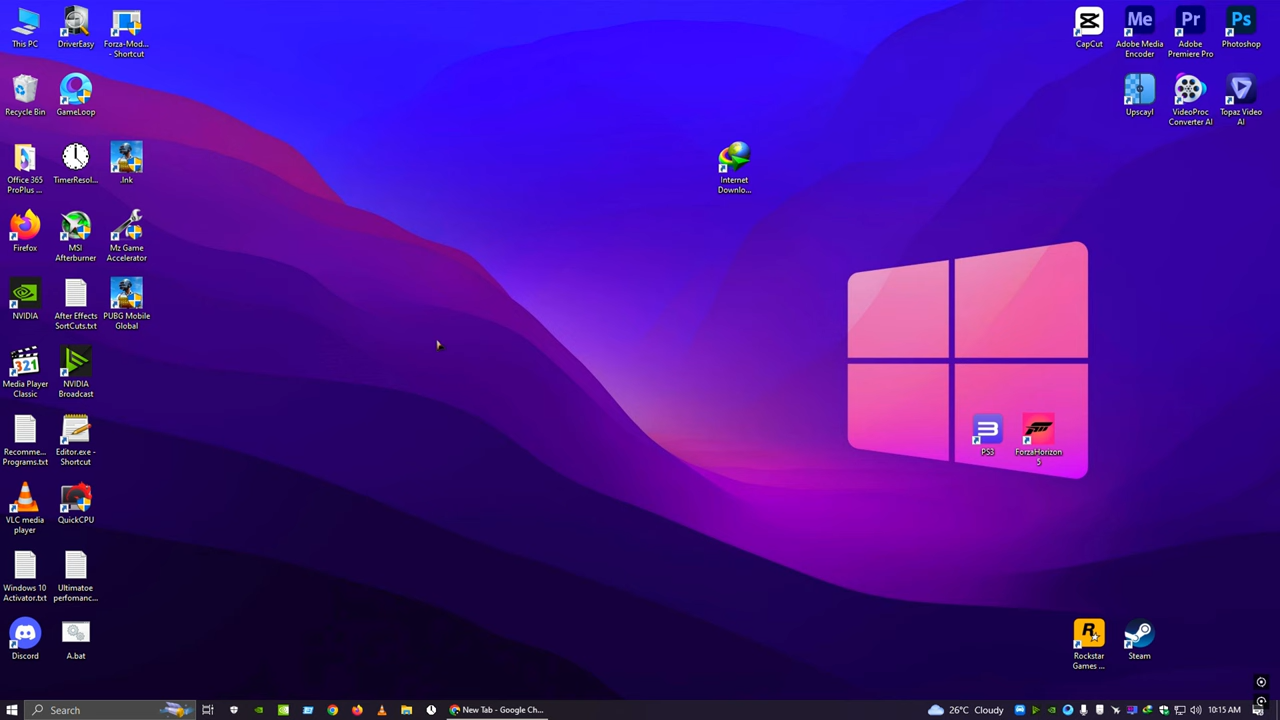 This PC
DriverEasy
Forza-Mod...
- Shortcut
CapCut
Me
Adobe Media
Encoder
Pr
Adobe
Premiere Pro
Ps
Photoshop
Recycle Bin
GameLoop
Upscayl
VideoProc
Converter AI
Topaz Video
AI
Office 365
ProPlus ...
TimerResol...
.lnk
Internet
Downlo...
Firefox
MSI
Afterburner
Mz Game
Accelerator
NVIDIA
After Effects
SortCuts.txt
PUBG Mobile
Global
321
Media Player
Classic
NVIDIA
Broadcast
Recomme...
Programs.txt
Editor.exe -
Shortcut
PS3
ForzaHorizon
5
VLC media
player
QuickCPU
Windows 10
Activator.txt
Ultimatoe
perfomanc...
Discord
A.bat
R
Rockstar
Games ...
Steam
Search
New Tab - Google Ch...
26°C Cloudy
10:15 AM